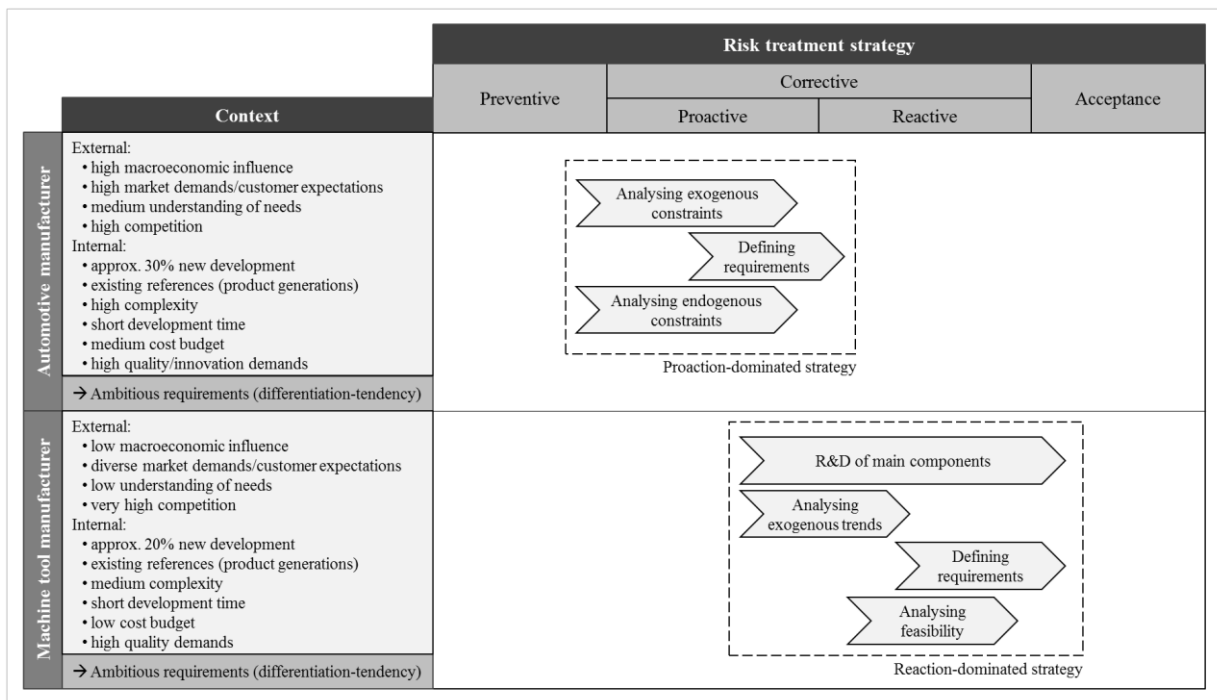 Risk treatment strategy
Preventive
Corrective
Acceptance
Proactive
Reactive
Context
Automotive manufacturer
External:
• high macroeconomic influence
• high market demands/customer expectations
• medium understanding of needs
• high competition
Internal:
• approx. 30% new development
• existing references (product generations)
• high complexity
• short development time
• medium cost budget
• high quality/innovation demands
→ Ambitious requirements (differentiation-tendency)
Analysing exogenous
constraints
Defining
requirements
Analysing endogenous
constraints
Proaction-dominated strategy
Machine tool manufacturer
External:
• low macroeconomic influence
• diverse market demands/customer expectations
• low understanding of needs
• very high competition
Internal:
• approx. 20% new development
• existing references (product generations)
• medium complexity
• short development time
• low cost budget
• high quality demands
→ Ambitious requirements (differentiation-tendency)
R&D of main components
Analysing
exogenous trends
Defining
requirements
Analysing
feasibility
Reaction-dominated strategy